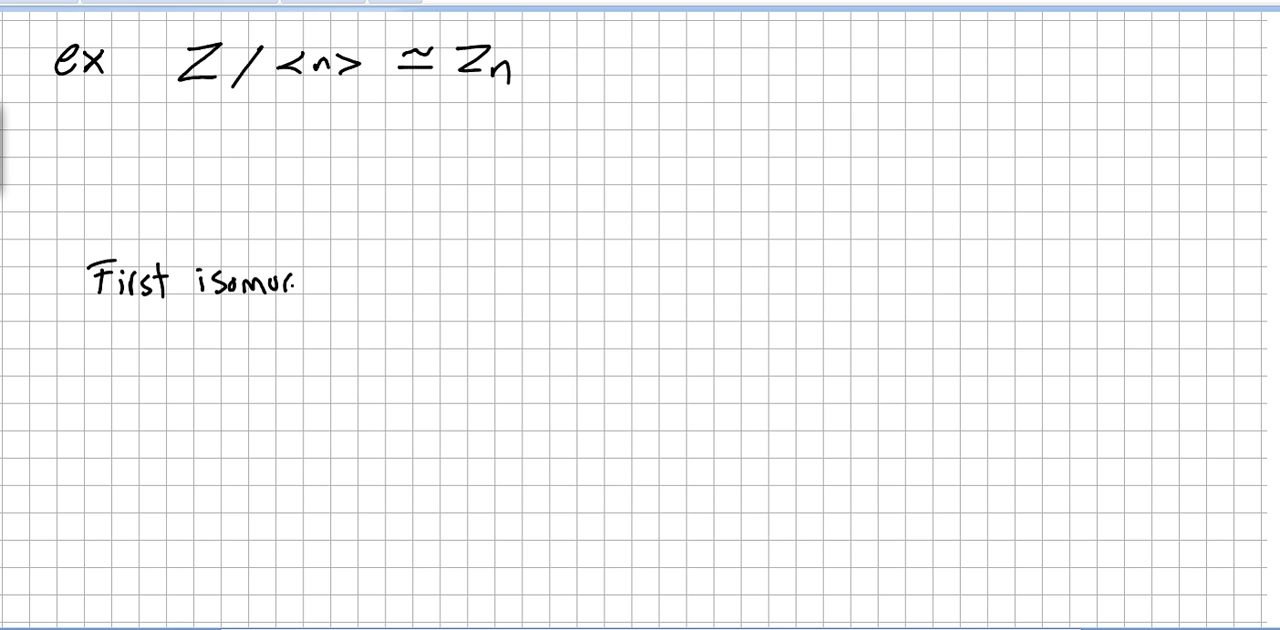 ex Z / <n> ≃ Zn
First isomor.